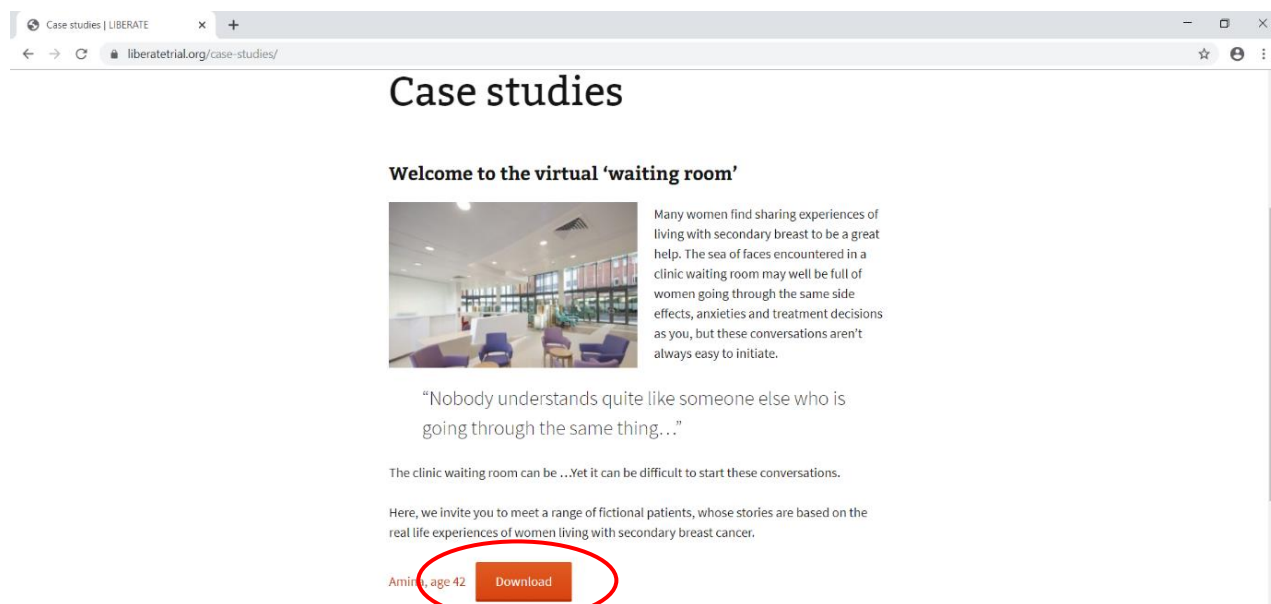 Case studies | LIBERATE
liberatetrial.org/case-studies/
Case studies
Welcome to the virtual ‘waiting room’
Many women find sharing experiences of
living with secondary breast to be a great
help. The sea of faces encountered in a
clinic waiting room may well be full of
women going through the same side
effects, anxieties and treatment decisions
as you, but these conversations aren’t
always easy to initiate.
“Nobody understands quite like someone else who is
going through the same thing…”
The clinic waiting room can be …Yet it can be difficult to start these conversations.
Here, we invite you to meet a range of fictional patients, whose stories are based on the
real life experiences of women living with secondary breast cancer.
Amina, age 42 Download